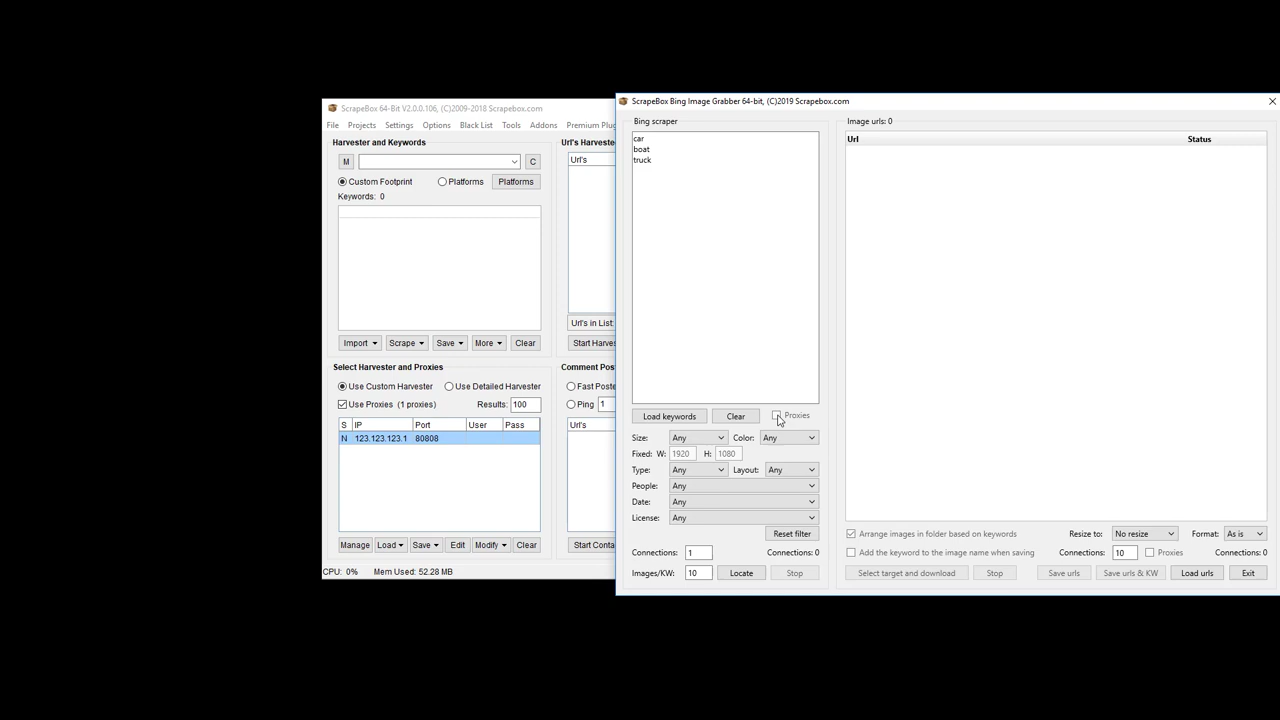 ScrapeBox 64-Bit V2.0.0.106, (C)2009-2018 Scrapebox.com
File Projects Settings Options Black List Tools Addons Premium Plug
Harvester and Keywords
M C
Custom Footprint Platforms Platforms
Keywords: 0
Import Scrape Save More Clear
Select Harvester and Proxies
Use Custom Harvester Use Detailed Harvester
Use Proxies (1 proxies) Results: 100
S IP Port User Pass
N 123.123.123.1 80808
Manage Load Save Edit Modify Clear
CPU: 0% Mem Used: 52.28 MB
Url's Harveste
Url's
Url's in List:
Start Harves
Comment Pos
Fast Poste
Ping 1
Url's
Start Conta
ScrapeBox Bing Image Grabber 64-bit, (C)2019 Scrapebox.com
Bing scraper
car
boat
truck
Load keywords Clear Proxies
Size: Any Color: Any
Fixed: W: 1920 H: 1080
Type: Any Layout: Any
People: Any
Date: Any
License: Any
Reset filter
Connections: 1 Connections: 0
Images/KW: 10 Locate Stop
Image urls: 0
Url Status
Arrange images in folder based on keywords Resize to: No resize Format: As is
Add the keyword to the image name when saving Connections: 10 Proxies Connections: 0
Select target and download Stop Save urls Save urls & KW Load urls Exit